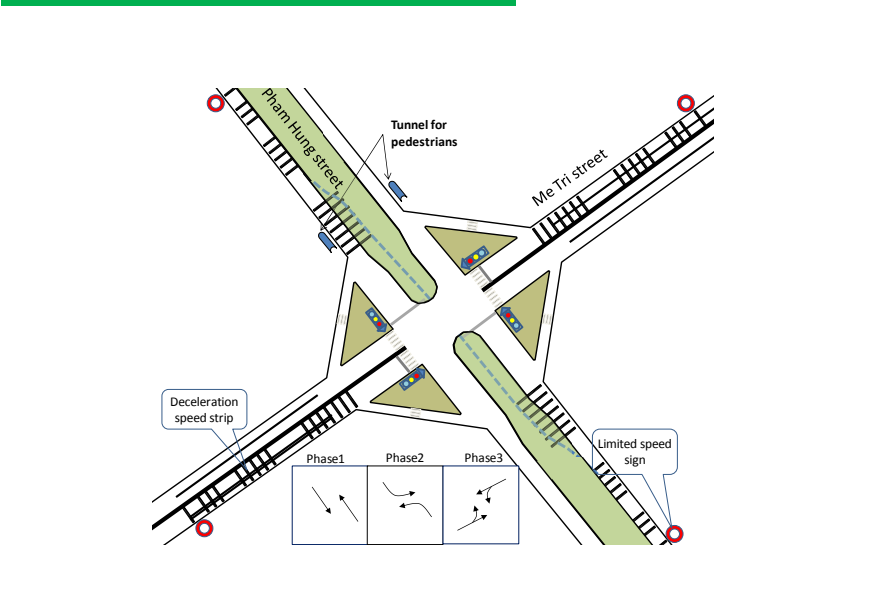 Pham Hung street
Tunnel for
pedestrians
Me Tri street
Deceleration
speed strip
Limited speed
sign
Phase1
Phase2
Phase3